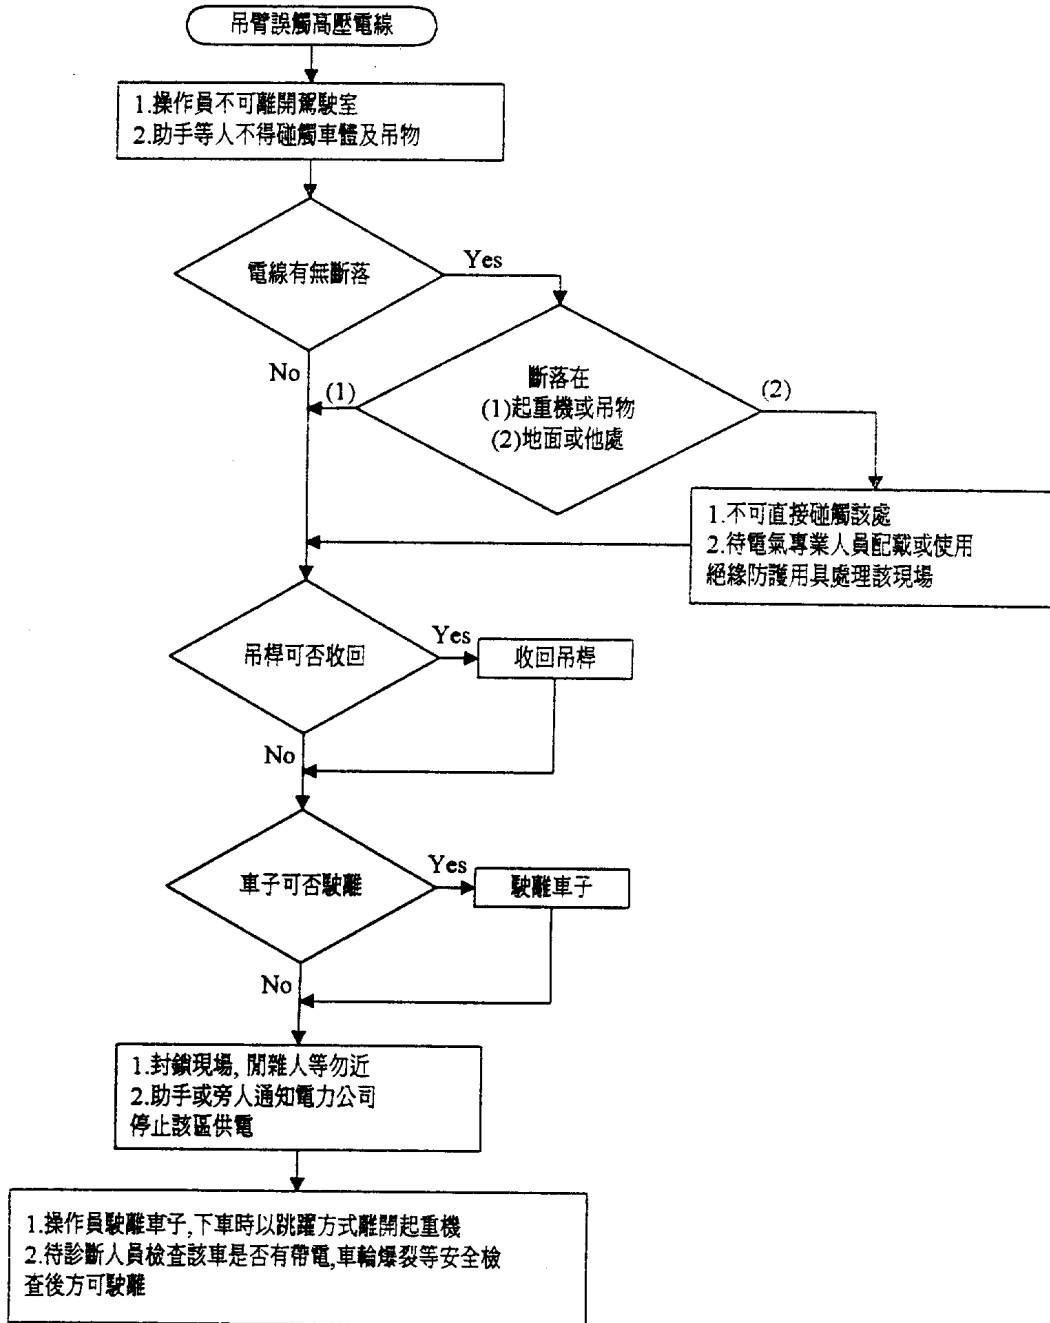 吊臂誤觸高壓電線
1.操作員不可離開駕駛室
2.助手等人不得碰觸車體及吊物
電線有無斷落
Yes
No
斷落在
(1)起重機或吊物
(2)地面或他處
(1)
(2)
1.不可直接碰觸該處
2.待電氣專業人員配戴或使用
絕緣防護用具處理該現場
吊桿可否收回
Yes
收回吊桿
No
車子可否駛離
Yes
駛離車子
No
1.封鎖現場, 閒雜人等勿近
2.助手或旁人通知電力公司
停止該區供電
1.操作員駛離車子,下車時以跳躍方式離開起重機
2.待診斷人員檢查該車是否有帶電,車輪爆裂等安全檢
查後方可駛離